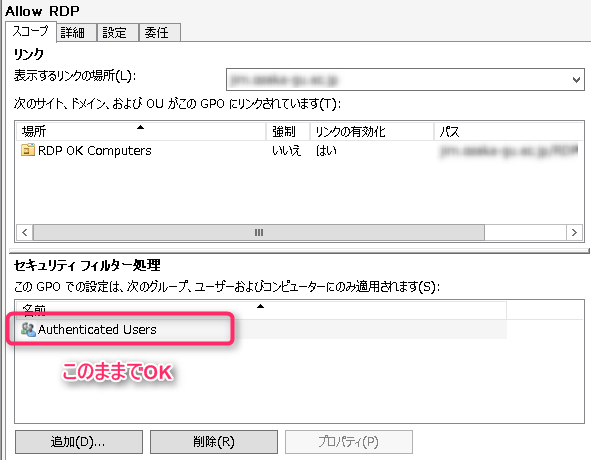 Allow RDP
スコープ 詳細 設定 委任
リンク
表示するリンクの場所(L):
次のサイト、ドメイン、および OU がこの GPO にリンクされています(T):
場所 強制 リンクの有効化 パス
RDP OK Computers いいえ はい
セキュリティ フィルター処理
この GPO での設定は、次のグループ、ユーザーおよびコンピューターにのみ適用されます(S):
名前
Authenticated Users
このままでOK
追加(D)... 削除(R) プロパティ(P)